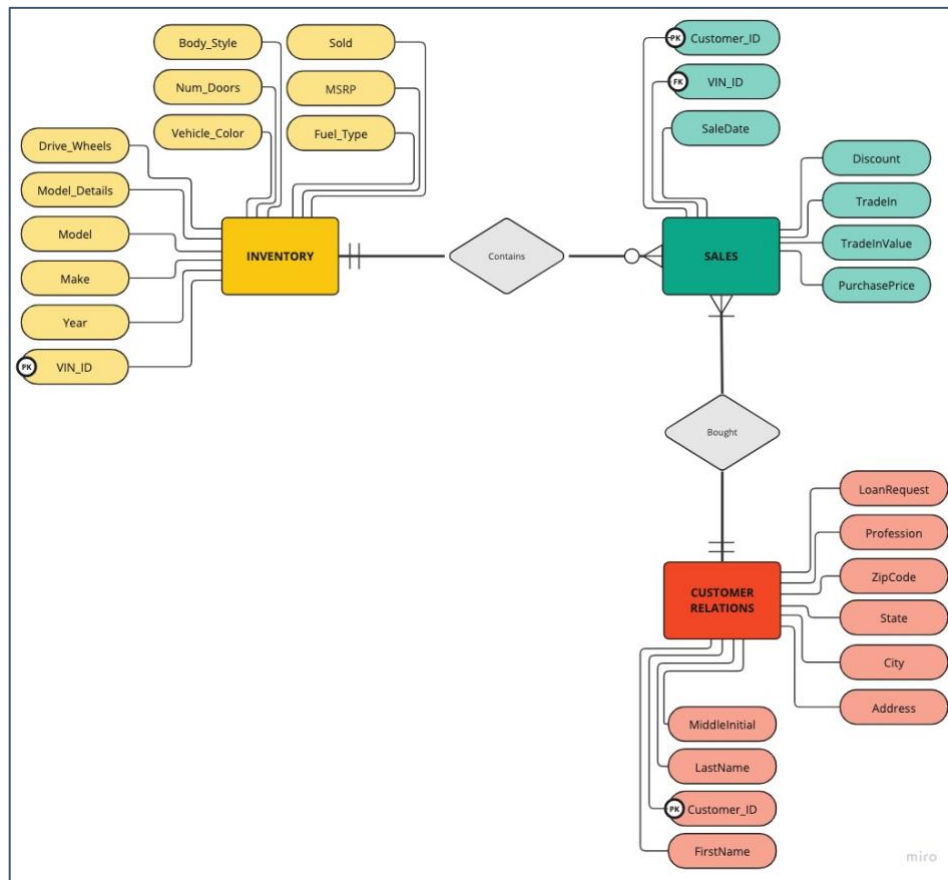 Body_Style
Sold
Num_Doors
MSRP
Vehicle_Color
Fuel_Type
Drive_Wheels
Model_Details
Model
Make
Year
PK
VIN_ID
INVENTORY
Contains
PK
Customer_ID
FK
VIN_ID
SaleDate
SALES
Discount
TradeIn
TradeInValue
PurchasePrice
Bought
CUSTOMER
RELATIONS
LoanRequest
Profession
ZipCode
State
City
Address
MiddleInitial
LastName
PK
Customer_ID
FirstName
miro